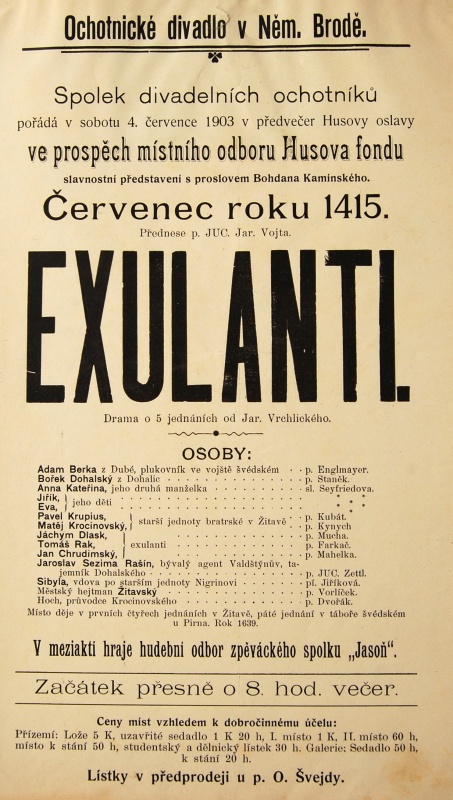 Ochotnické divadlo v Něm. Brodě.
Spolek divadelních ochotníků
pořádá v sobotu 4. července 1903 v předvečer Husovy oslavy
ve prospěch místního odboru Husova fondu
slavnostní představení s proslovem Bohdana Kaminského.
Červenec roku 1415.
Přednese p. JUC. Jar. Vojta.
EXULANTI.
Drama o 5 jednáních od Jar. Vrchlického.
OSOBY:
Adam Berka z Dubé, plukovník ve vojště švédském . . p. Englmayer.
Bořek Dohalský z Dohalic . . . p. Staněk.
Anna Kateřina, jeho druhá manželka . . . sl. Seyfriedova.
Jiřík, } jeho děti . . . * * *
Eva, }
Pavel Krupius, } starší jednoty bratrské v Žitavě . p. Kubát.
Matěj Krocinovský, } p. Kynych
Jáchym Dlask, } p. Mucha.
Tomáš Rak, } exulanti . . . p. Farkač.
Jan Chrudimský, } p. Mahelka.
Jaroslav Sezima Rašín, bývalý agent Valdštýnův, ta-
jemník Dohalského . . . p. JUC. Zettl.
Sibyla, vdova po starším jednoty Nigrinovi . . . pí. Jiříková.
Městský hejtman Žitavský . . . p. Vorlíček.
Hoch, průvodce Krocinovského . . . p. Dvořák.
Místo děje v prvních čtyřech jednáních v Žitavě, páté jednání v táboře švédském
u Pirna. Rok 1639.
V meziaktí hraje hudební odbor zpěváckého spolku „Jasoň“.
Začátek přesně o 8. hod. večer.
Ceny míst vzhledem k dobročinnému účelu:
Přízemí: Lože 5 K, uzavřité sedadlo 1 K 20 h, I. místo 1 K, II. místo 60 h,
místo k stání 50 h, studentský a dělnický lístek 30 h. Galerie: Sedadlo 50 h,
k stání 20 h.
Lístky v předprodeji u p. O. Švejdy.